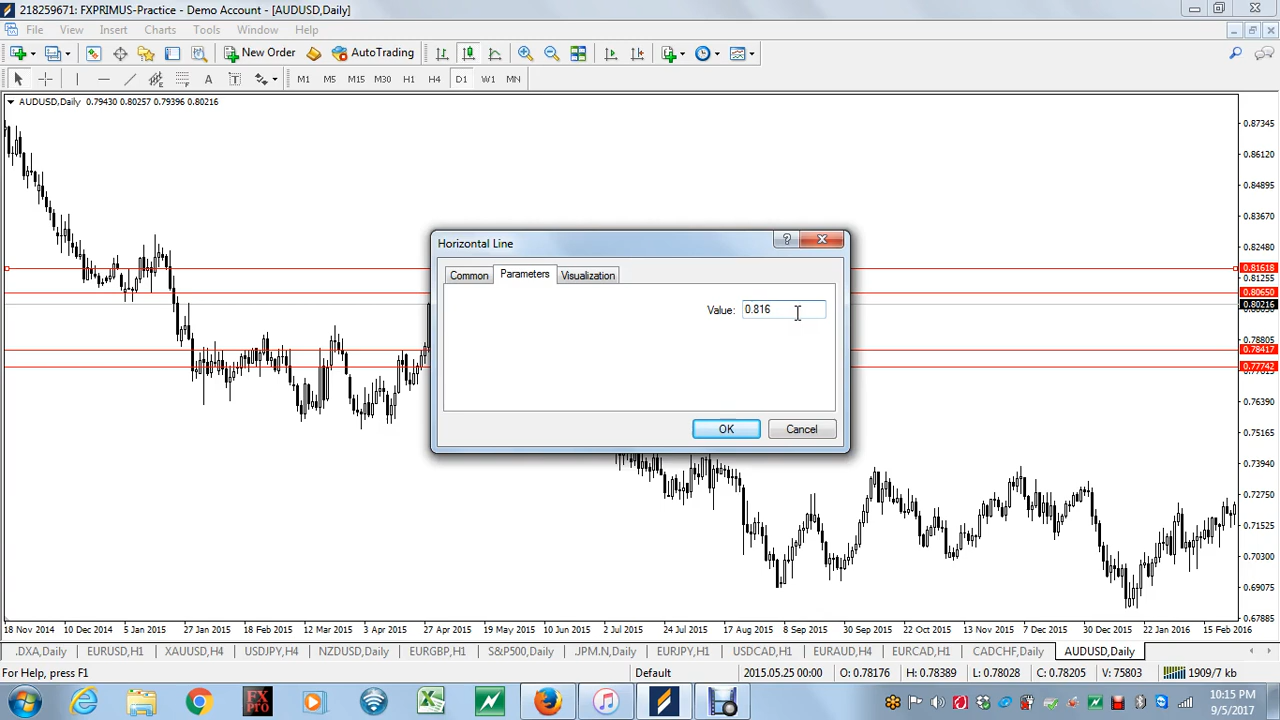 218259671: FXPRIMUS-Practice - Demo Account - [AUDUSD,Daily]
File View Insert Charts Tools Window Help
New Order AutoTrading M1 M5 M15 M30 H1 H4 D1 W1 MN
AUDUSD,Daily 0.79430 0.80257 0.79396 0.80216
0.87345
0.86120
0.84895
0.83670
0.82480
0.81618
0.81255
0.80650
0.80216
0.78805
0.78417
0.77742
0.76390
0.75165
0.73940
0.72750
0.71525
0.70300
0.69075
0.67885
Horizontal Line
Common Parameters Visualization
Value: 0.816
OK Cancel
18 Nov 2014 10 Dec 2014 5 Jan 2015 27 Jan 2015 18 Feb 2015 12 Mar 2015 3 Apr 2015 27 Apr 2015 19 May 2015 10 Jun 2015 2 Jul 2015 24 Jul 2015 17 Aug 2015 8 Sep 2015 30 Sep 2015 22 Oct 2015 13 Nov 2015 7 Dec 2015 30 Dec 2015 22 Jan 2016 15 Feb 2016
.DXA,Daily EURUSD,H1 XAUUSD,H4 USDJPY,H4 NZDUSD,Daily EURGBP,H1 S&P500,Daily JPM.N,Daily EURJPY,H1 USDCAD,H1 EURAUD,H4 EURCAD,H1 CADCHF,Daily AUDUSD,Daily
For Help, press F1 Default 2015.05.25 00:00 O: 0.78176 H: 0.78389 L: 0.78028 C: 0.78205 V: 75803 1909/7 kb
FX
Pro
10:15 PM
9/5/2017